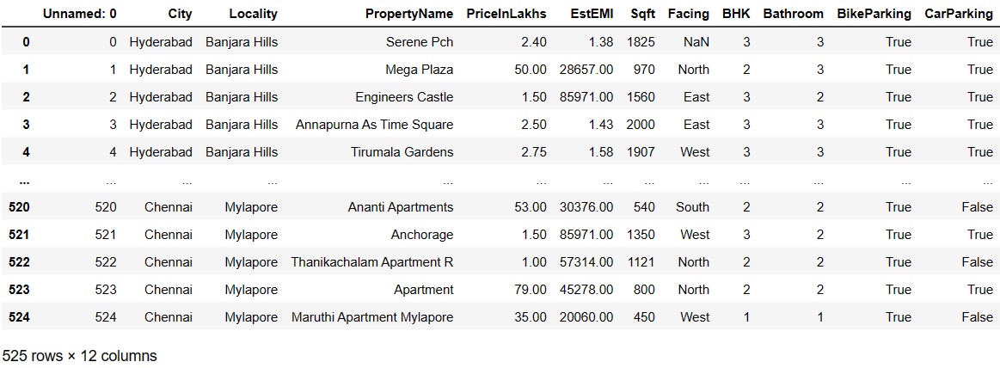 Unnamed: 0 City Locality PropertyName PriceInLakhs EstEMI Sqft Facing BHK Bathroom BikeParking CarParking
0 0 Hyderabad Banjara Hills Serene Pch 2.40 1.38 1825 NaN 3 3 True True
1 1 Hyderabad Banjara Hills Mega Plaza 50.00 28657.00 970 North 2 3 True True
2 2 Hyderabad Banjara Hills Engineers Castle 1.50 85971.00 1560 East 3 2 True True
3 3 Hyderabad Banjara Hills Annapurna As Time Square 2.50 1.43 2000 East 3 3 True True
4 4 Hyderabad Banjara Hills Tirumala Gardens 2.75 1.58 1907 West 3 3 True True
... ... ... ... ... ... ... ... ... ... ... ... ...
520 520 Chennai Mylapore Ananti Apartments 53.00 30376.00 540 South 2 2 True False
521 521 Chennai Mylapore Anchorage 1.50 85971.00 1350 West 3 2 True True
522 522 Chennai Mylapore Thanikachalam Apartment R 1.00 57314.00 1121 North 2 2 True False
523 523 Chennai Mylapore Apartment 79.00 45278.00 800 North 2 2 True True
524 524 Chennai Mylapore Maruthi Apartment Mylapore 35.00 20060.00 450 West 1 1 True False
525 rows × 12 columns